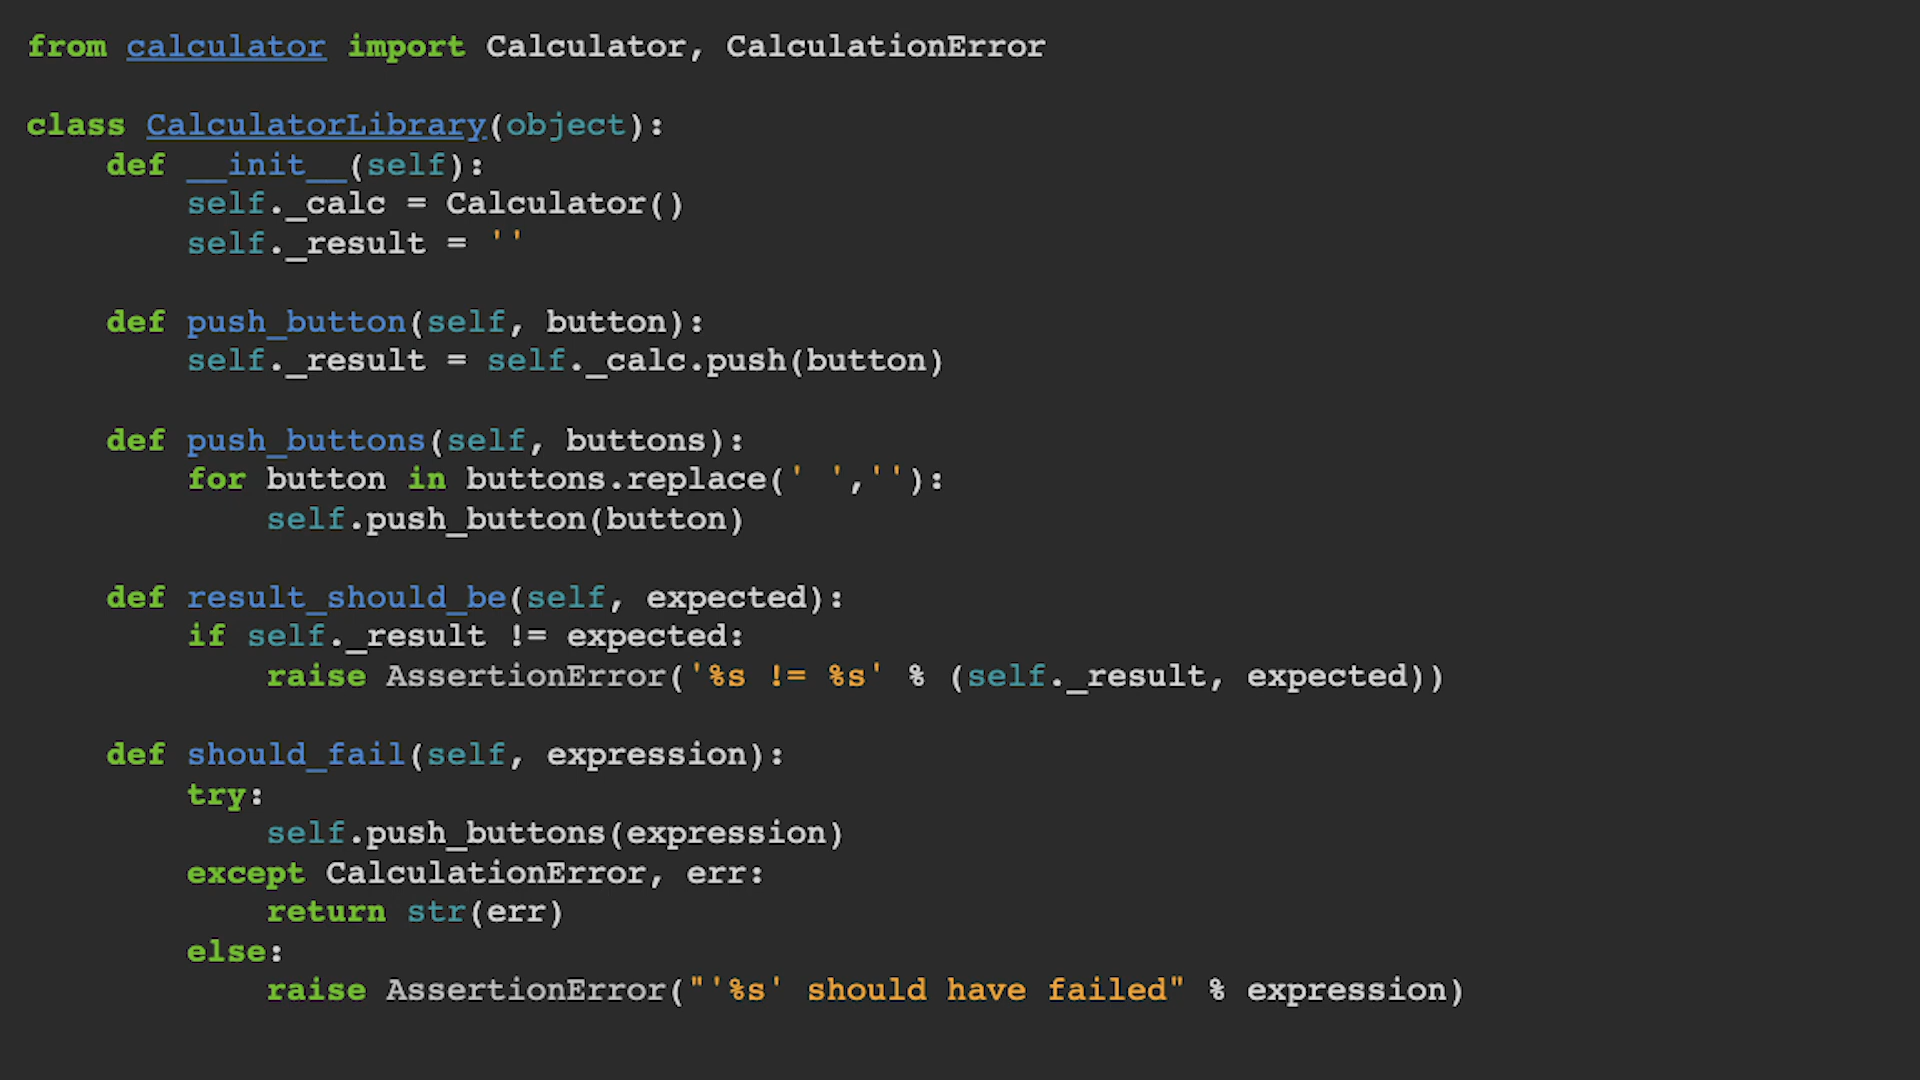 from calculator import Calculator, CalculationError
class CalculatorLibrary(object):
    def __init__(self):
        self._calc = Calculator()
        self._result = ''
    def push_button(self, button):
        self._result = self._calc.push(button)
    def push_buttons(self, buttons):
        for button in buttons.replace(' ',''):
            self.push_button(button)
    def result_should_be(self, expected):
        if self._result != expected:
            raise AssertionError('%s != %s' % (self._result, expected))
    def should_fail(self, expression):
        try:
            self.push_buttons(expression)
        except CalculationError, err:
            return str(err)
        else:
            raise AssertionError("'%s' should have failed" % expression)